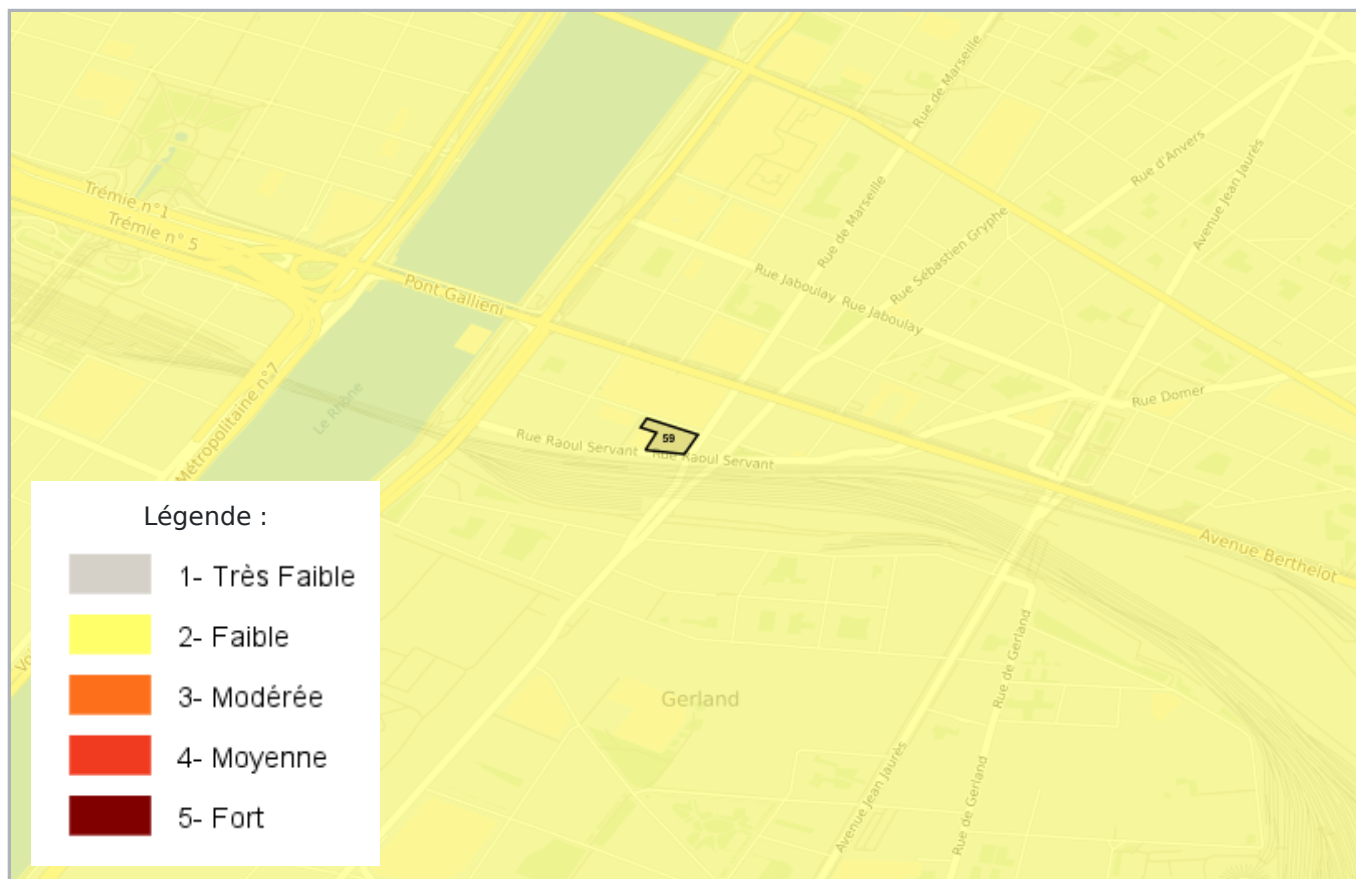 Rue de Marseille
Rue d'Anvers
Avenue Jean Jaurès
Trémie n°1
Trémie n° 5
Rue de Marseille
Rue Sébastien Gryphe
Pont Gallieni
Rue Jaboulay
Rue Jaboulay
Métropolitaine n°7
Le Rhône
Rue Domer
59
Rue Raoul Servant
Rue Raoul Servant
Avenue Berthelot
Légende :
1- Très Faible
2- Faible
3- Modérée
4- Moyenne
5- Fort
Gerland
Rue de Gerland
Avenue Jean Jaurès
Rue de Gerland